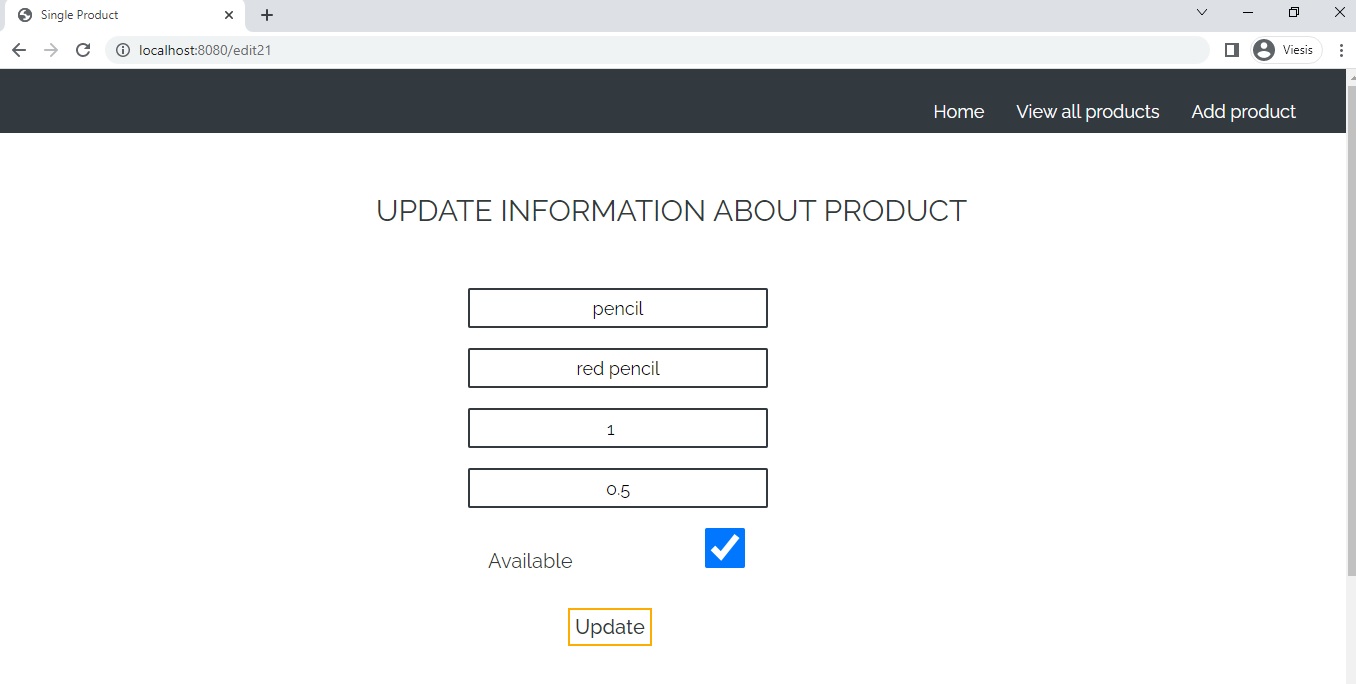 Single Product
localhost:8080/edit21
Viesis
Home View all products Add product
UPDATE INFORMATION ABOUT PRODUCT
pencil
red pencil
1
0.5
Available
Update